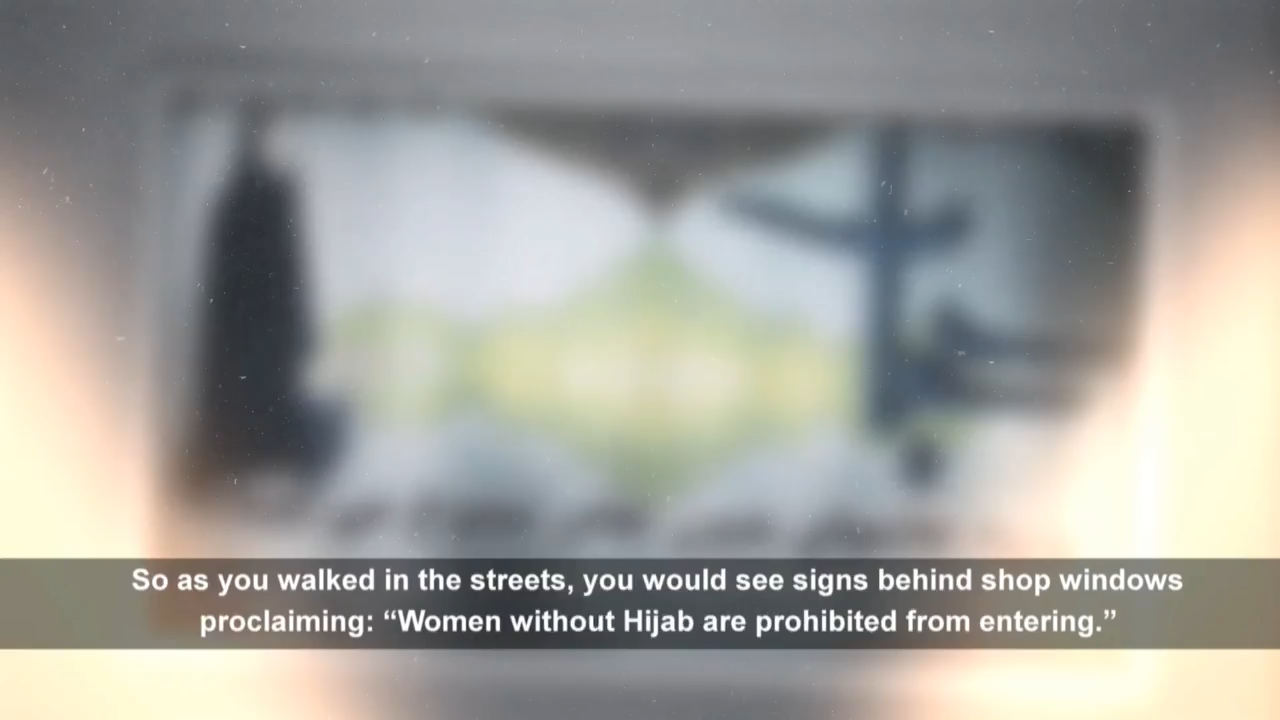 So as you walked in the streets, you would see signs behind shop windows
proclaiming: “Women without Hijab are prohibited from entering.”